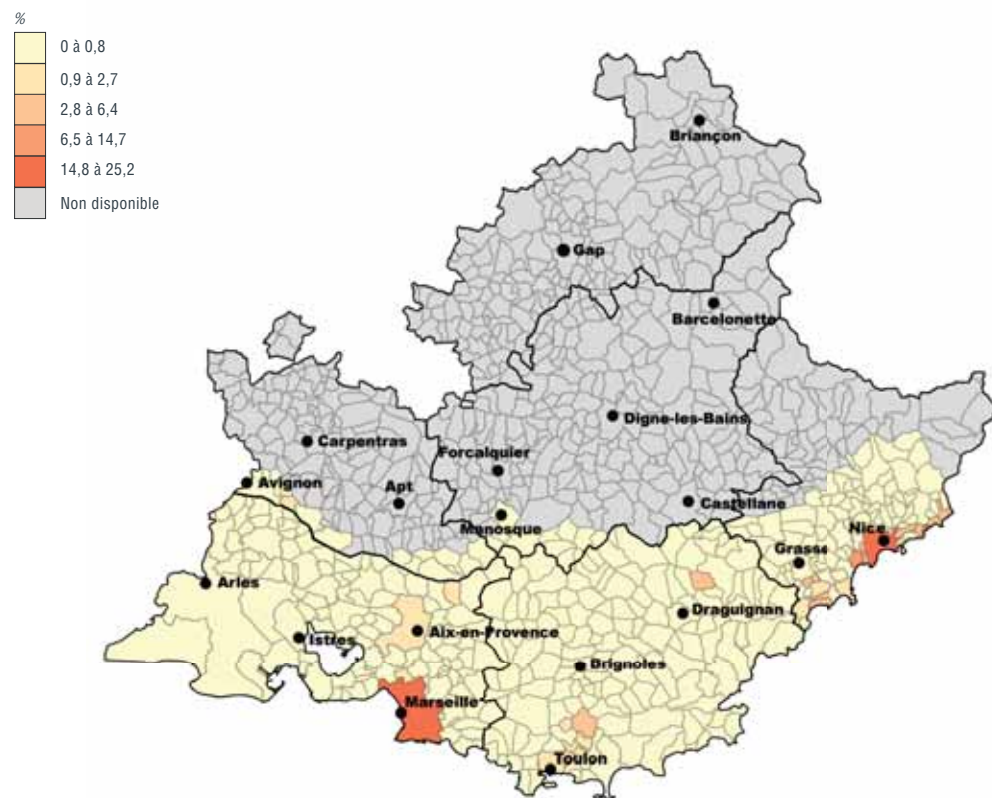 %
0 à 0,8
0,9 à 2,7
2,8 à 6,4
6,5 à 14,7
14,8 à 25,2
Non disponible
Briançon
Gap
Barcelonette
Digne-les-Bains
Carpentras
Forcalquier
Avignon
Apt
Castellane
Manosque
Nice
Grasse
Arles
Draguignan
Istres
Aix-en-Provence
Brignoles
Marseille
Toulon